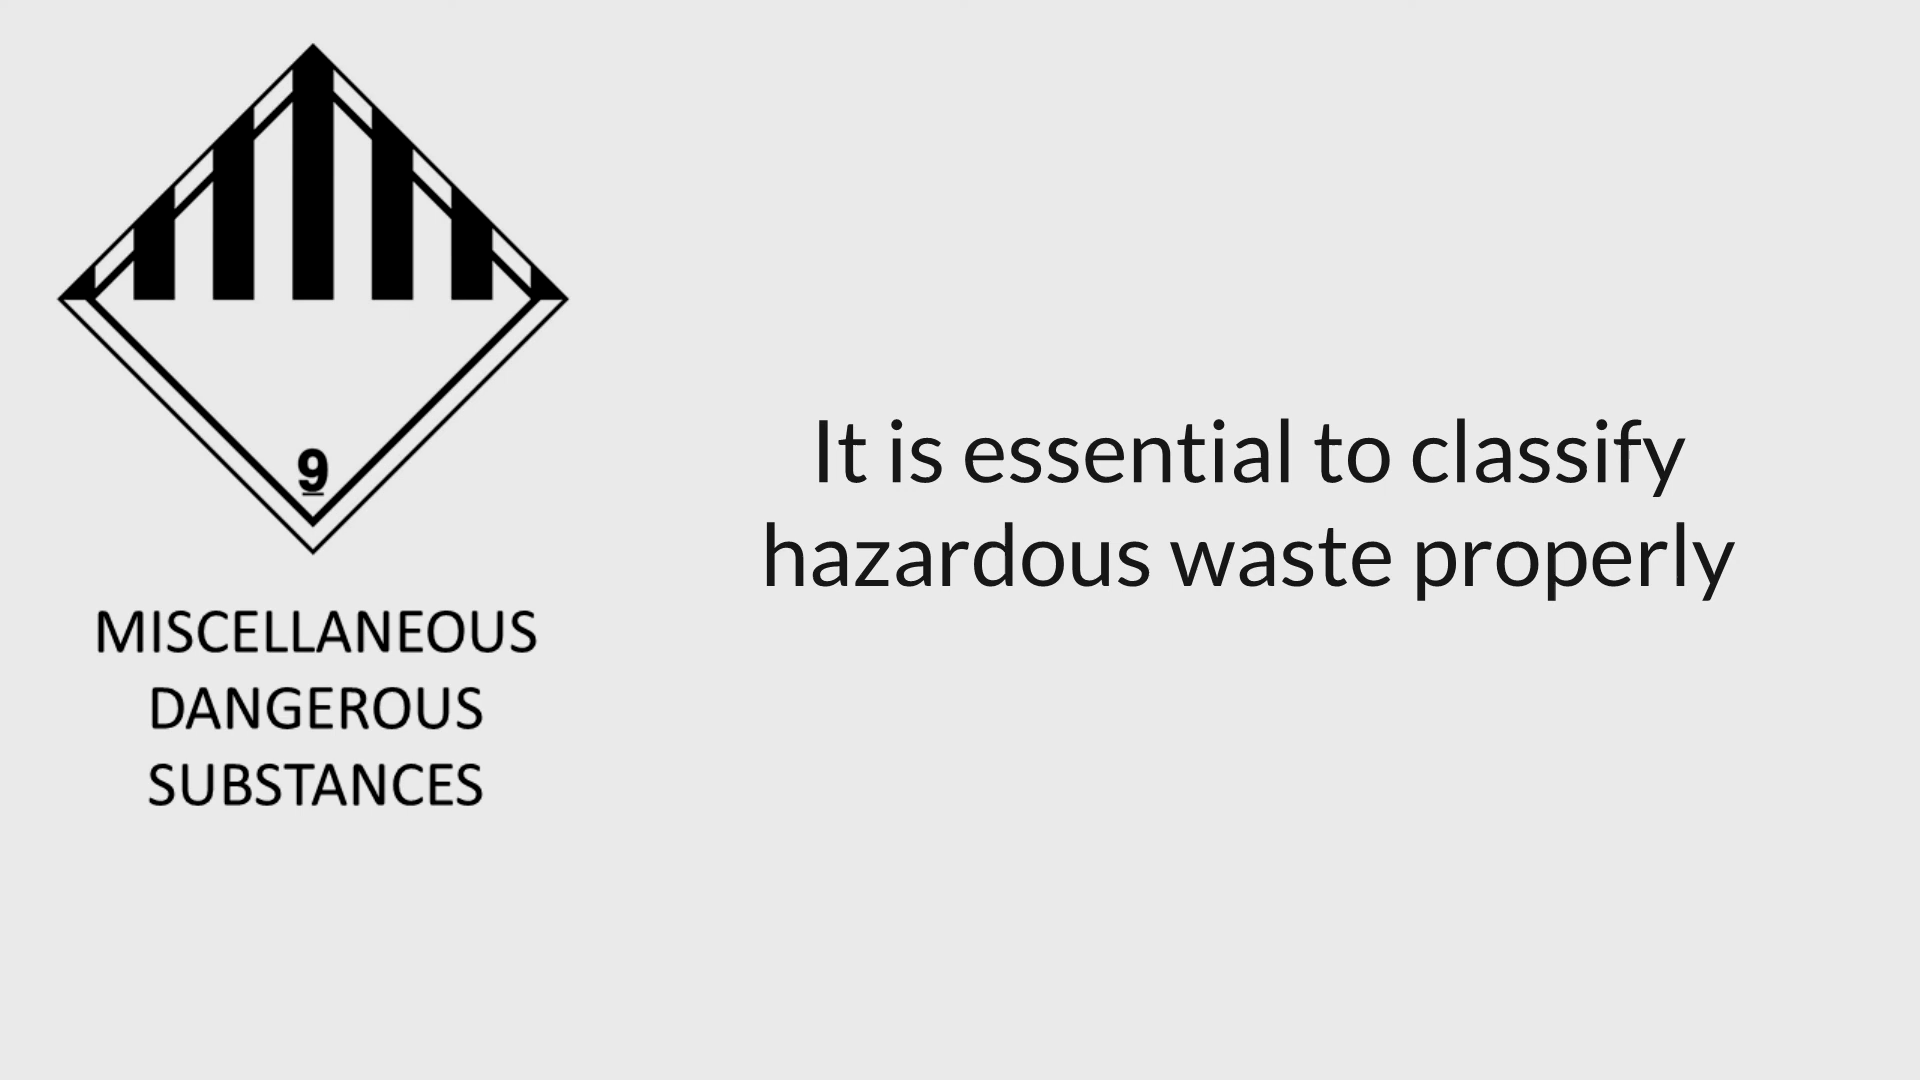 9
MISCELLANEOUS
DANGEROUS
SUBSTANCES
It is essential to classify
hazardous waste properly